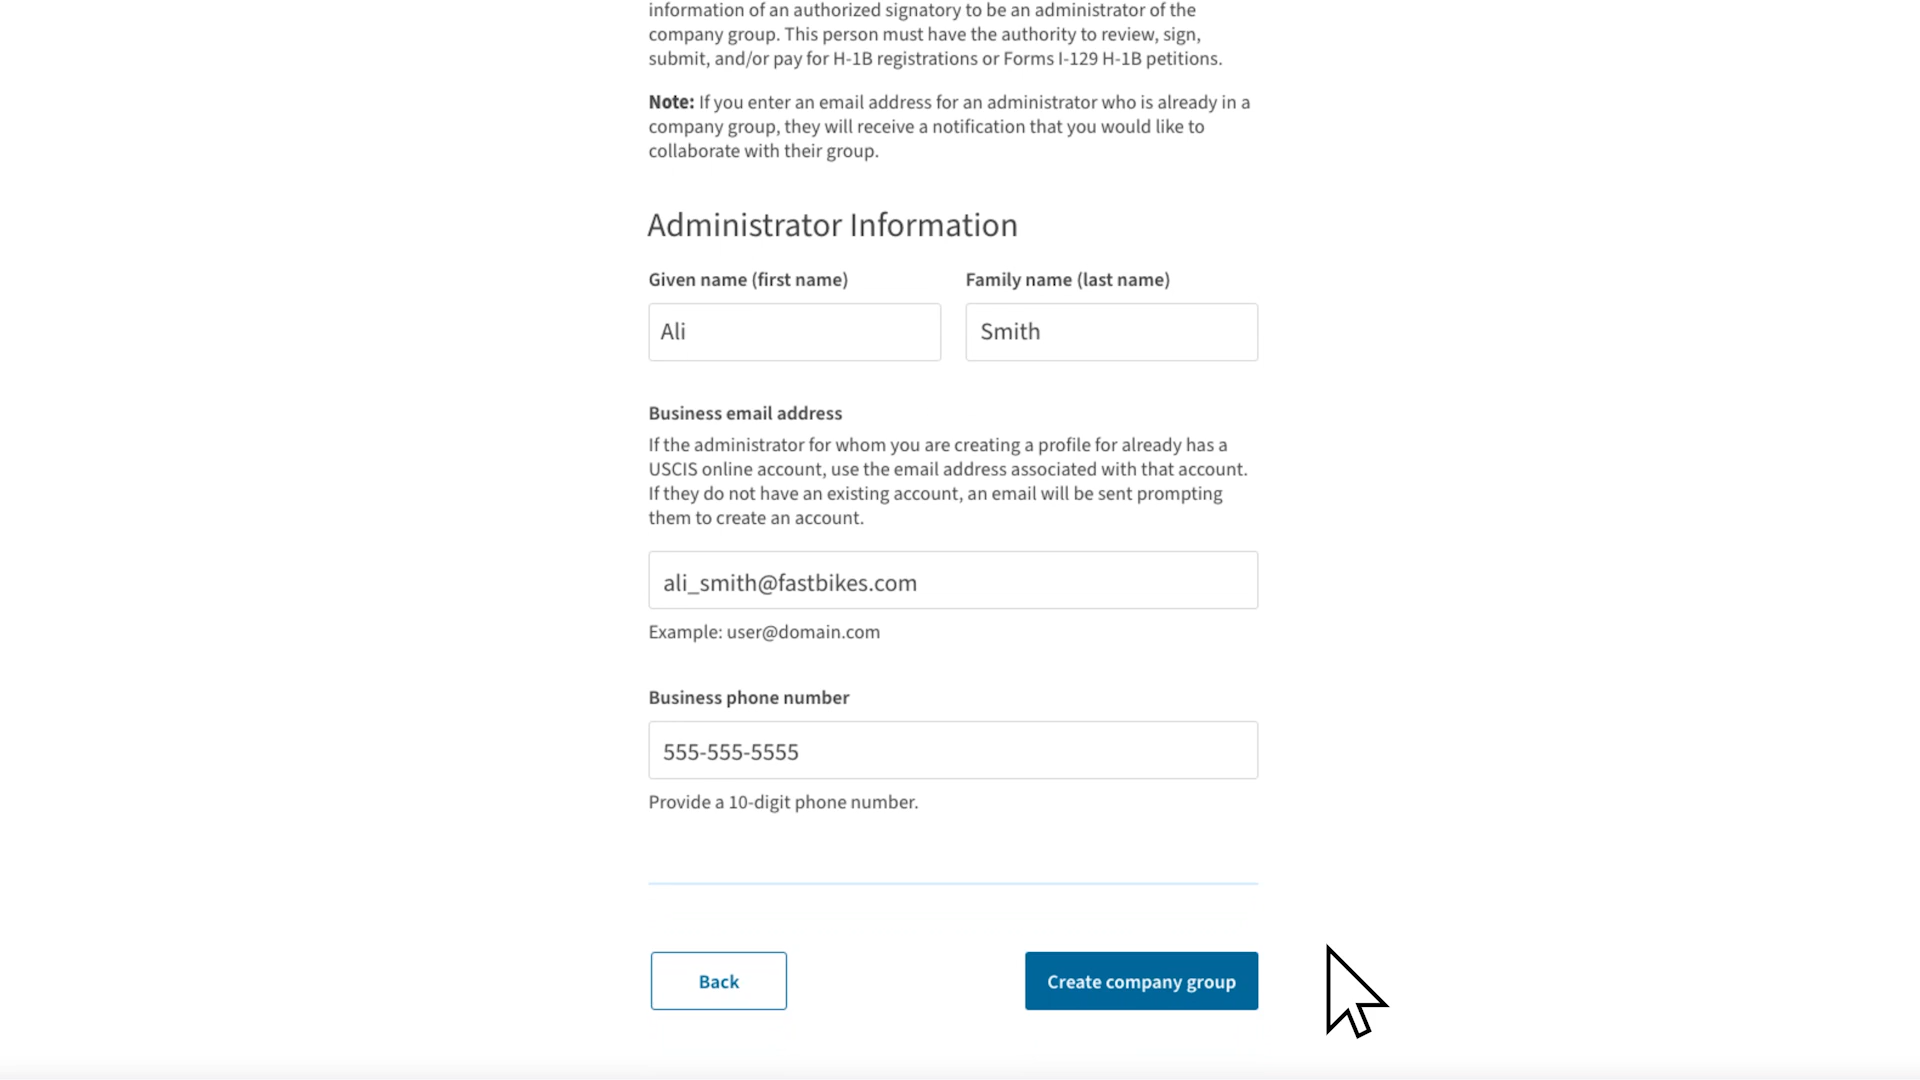 information of an authorized signatory to be an administrator of the
company group. This person must have the authority to review, sign,
submit, and/or pay for H-1B registrations or Forms I-129 H-1B petitions.
Note: If you enter an email address for an administrator who is already in a
company group, they will receive a notification that you would like to
collaborate with their group.
Administrator Information
Given name (first name)
Family name (last name)
Ali
Smith
Business email address
If the administrator for whom you are creating a profile for already has a
USCIS online account, use the email address associated with that account.
If they do not have an existing account, an email will be sent prompting
them to create an account.
ali_smith@fastbikes.com
Example: user@domain.com
Business phone number
555-555-5555
Provide a 10-digit phone number.
Back
Create company group